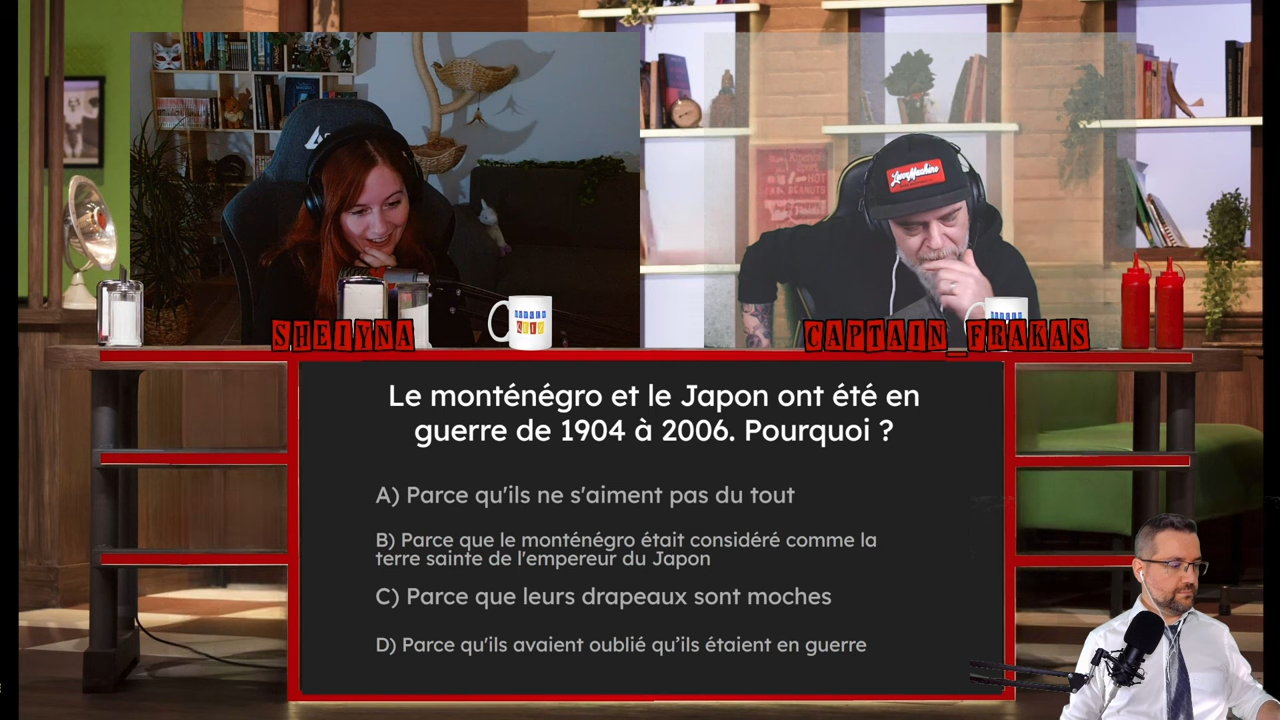 SHEIYNA
CAPTAIN_FRAKAS
Le monténégro et le Japon ont été en
guerre de 1904 à 2006. Pourquoi ?
A) Parce qu'ils ne s'aiment pas du tout
B) Parce que le monténégro était considéré comme la
terre sainte de l'empereur du Japon
C) Parce que leurs drapeaux sont moches
D) Parce qu'ils avaient oublié qu’ils étaient en guerre